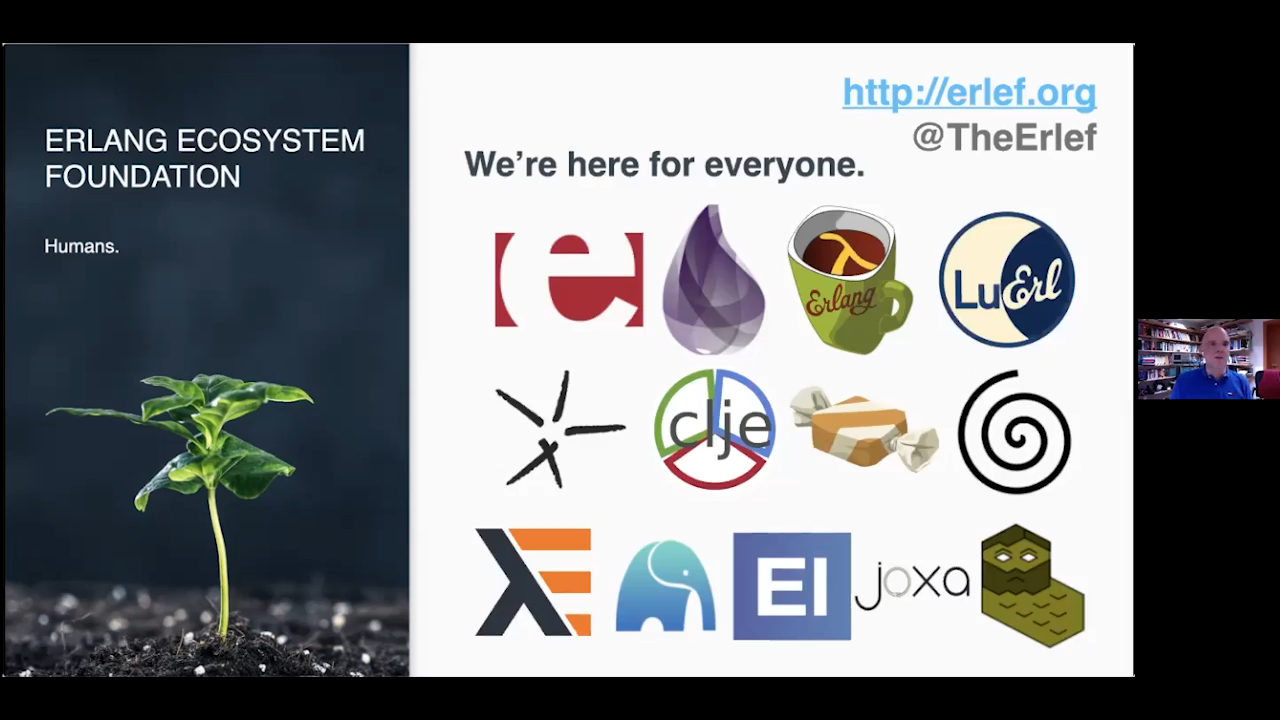 ERLANG ECOSYSTEM
FOUNDATION
Humans.
http://erlef.org
@TheErlef
We’re here for everyone.
e
Erlang
LuErl
clje
EI
joxa